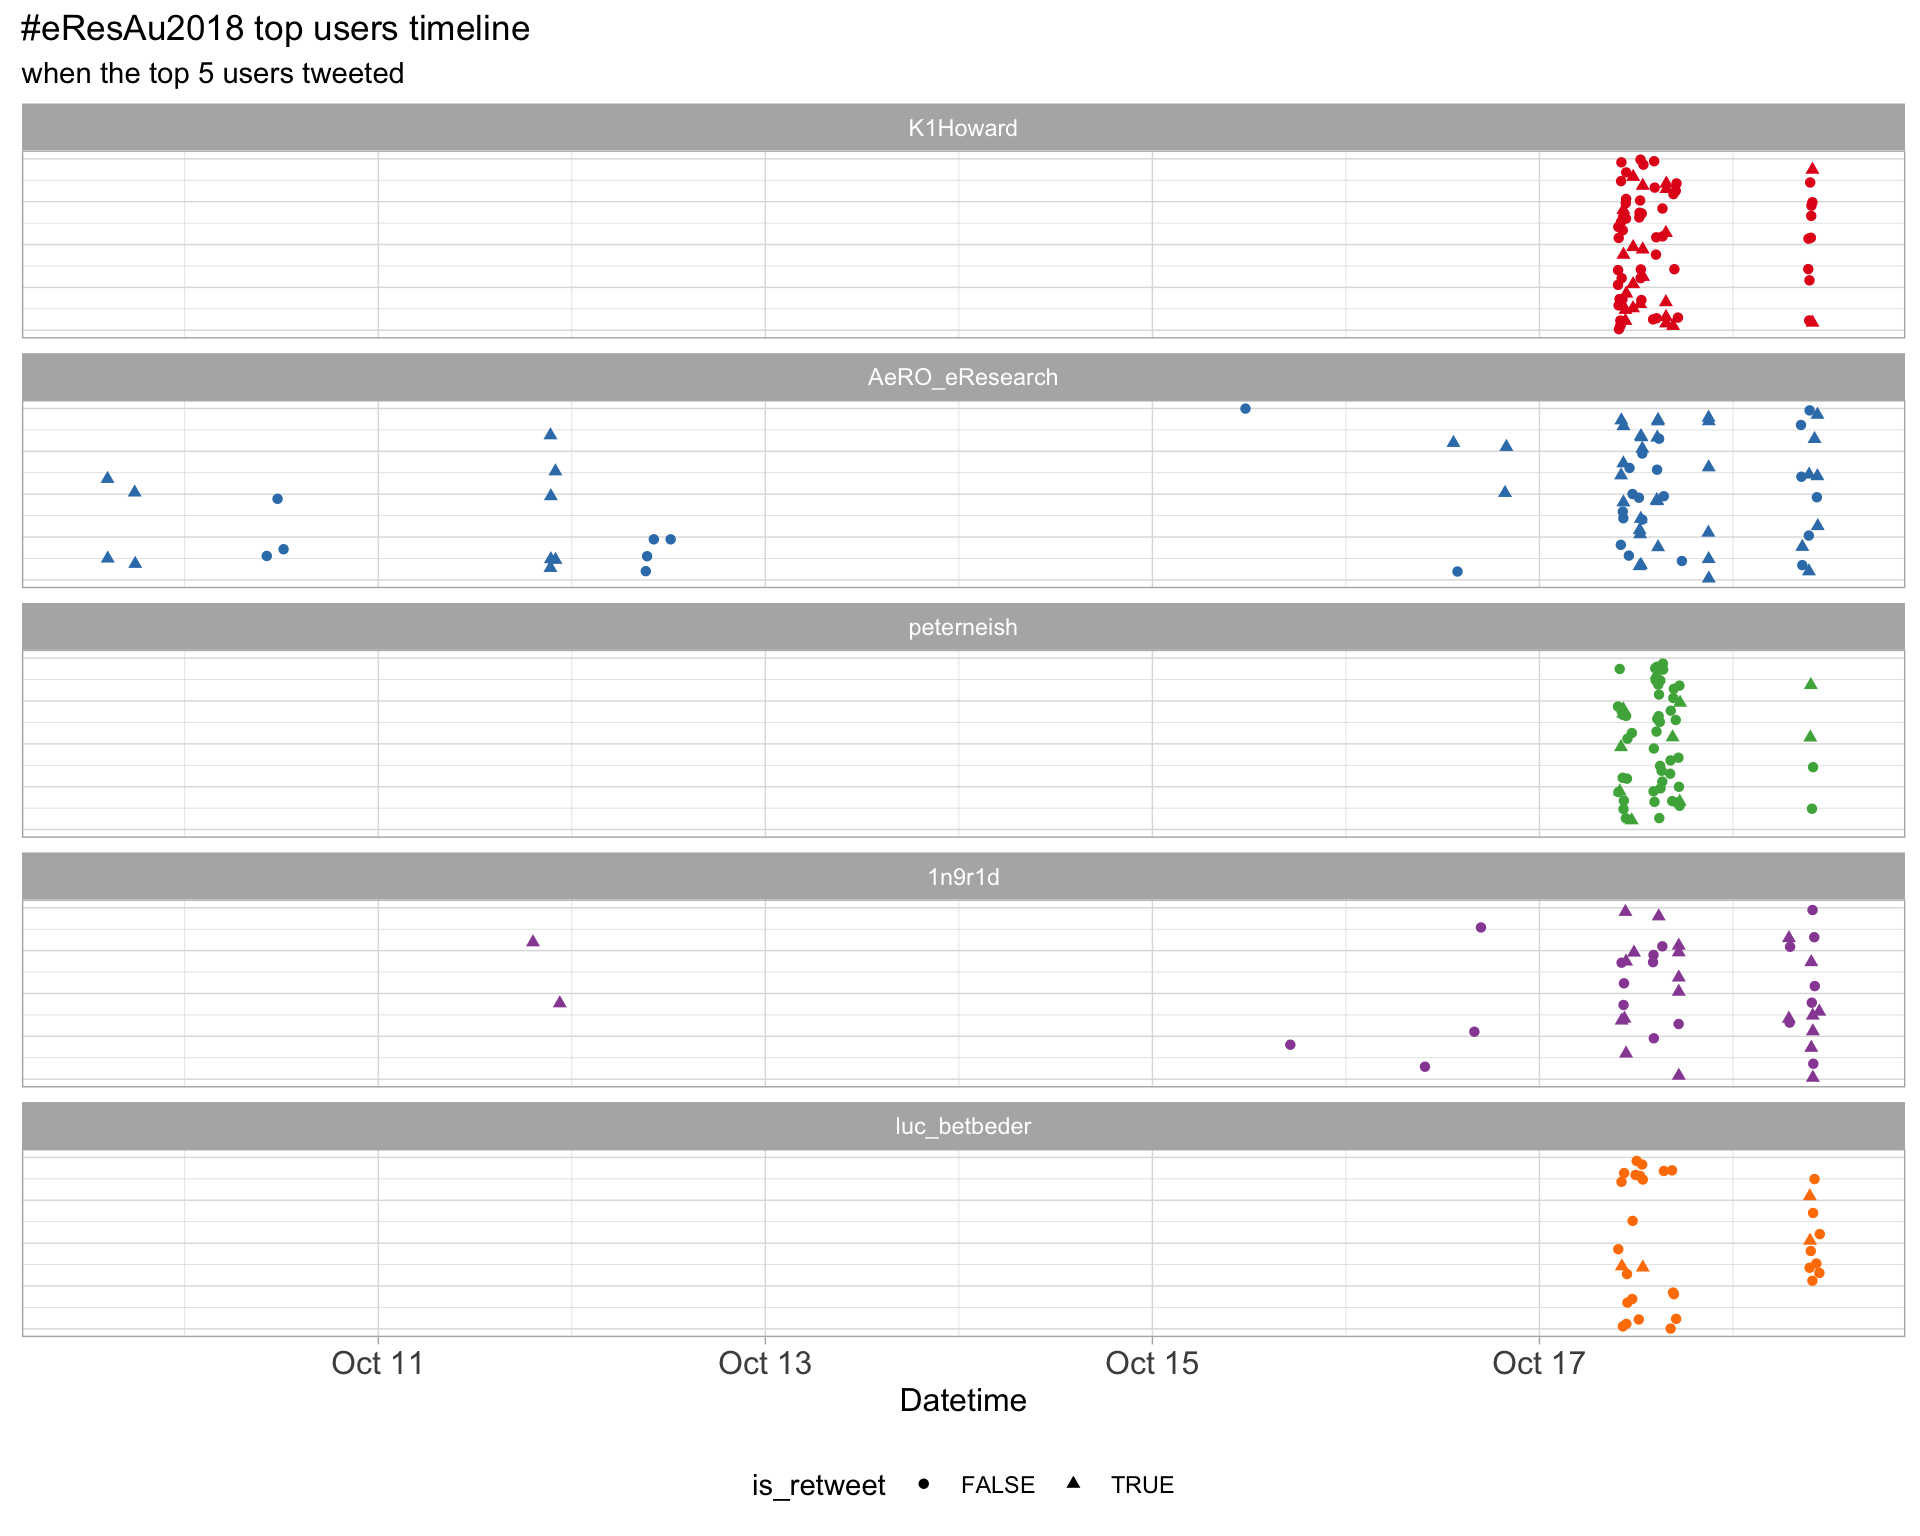 #eResAu2018 top users timeline
when the top 5 users tweeted
K1Howard
AeRO_eResearch
peterneish
1n9r1d
luc_betbeder
Oct 11 Oct 13 Oct 15 Oct 17
Datetime
is_retweet FALSE TRUE